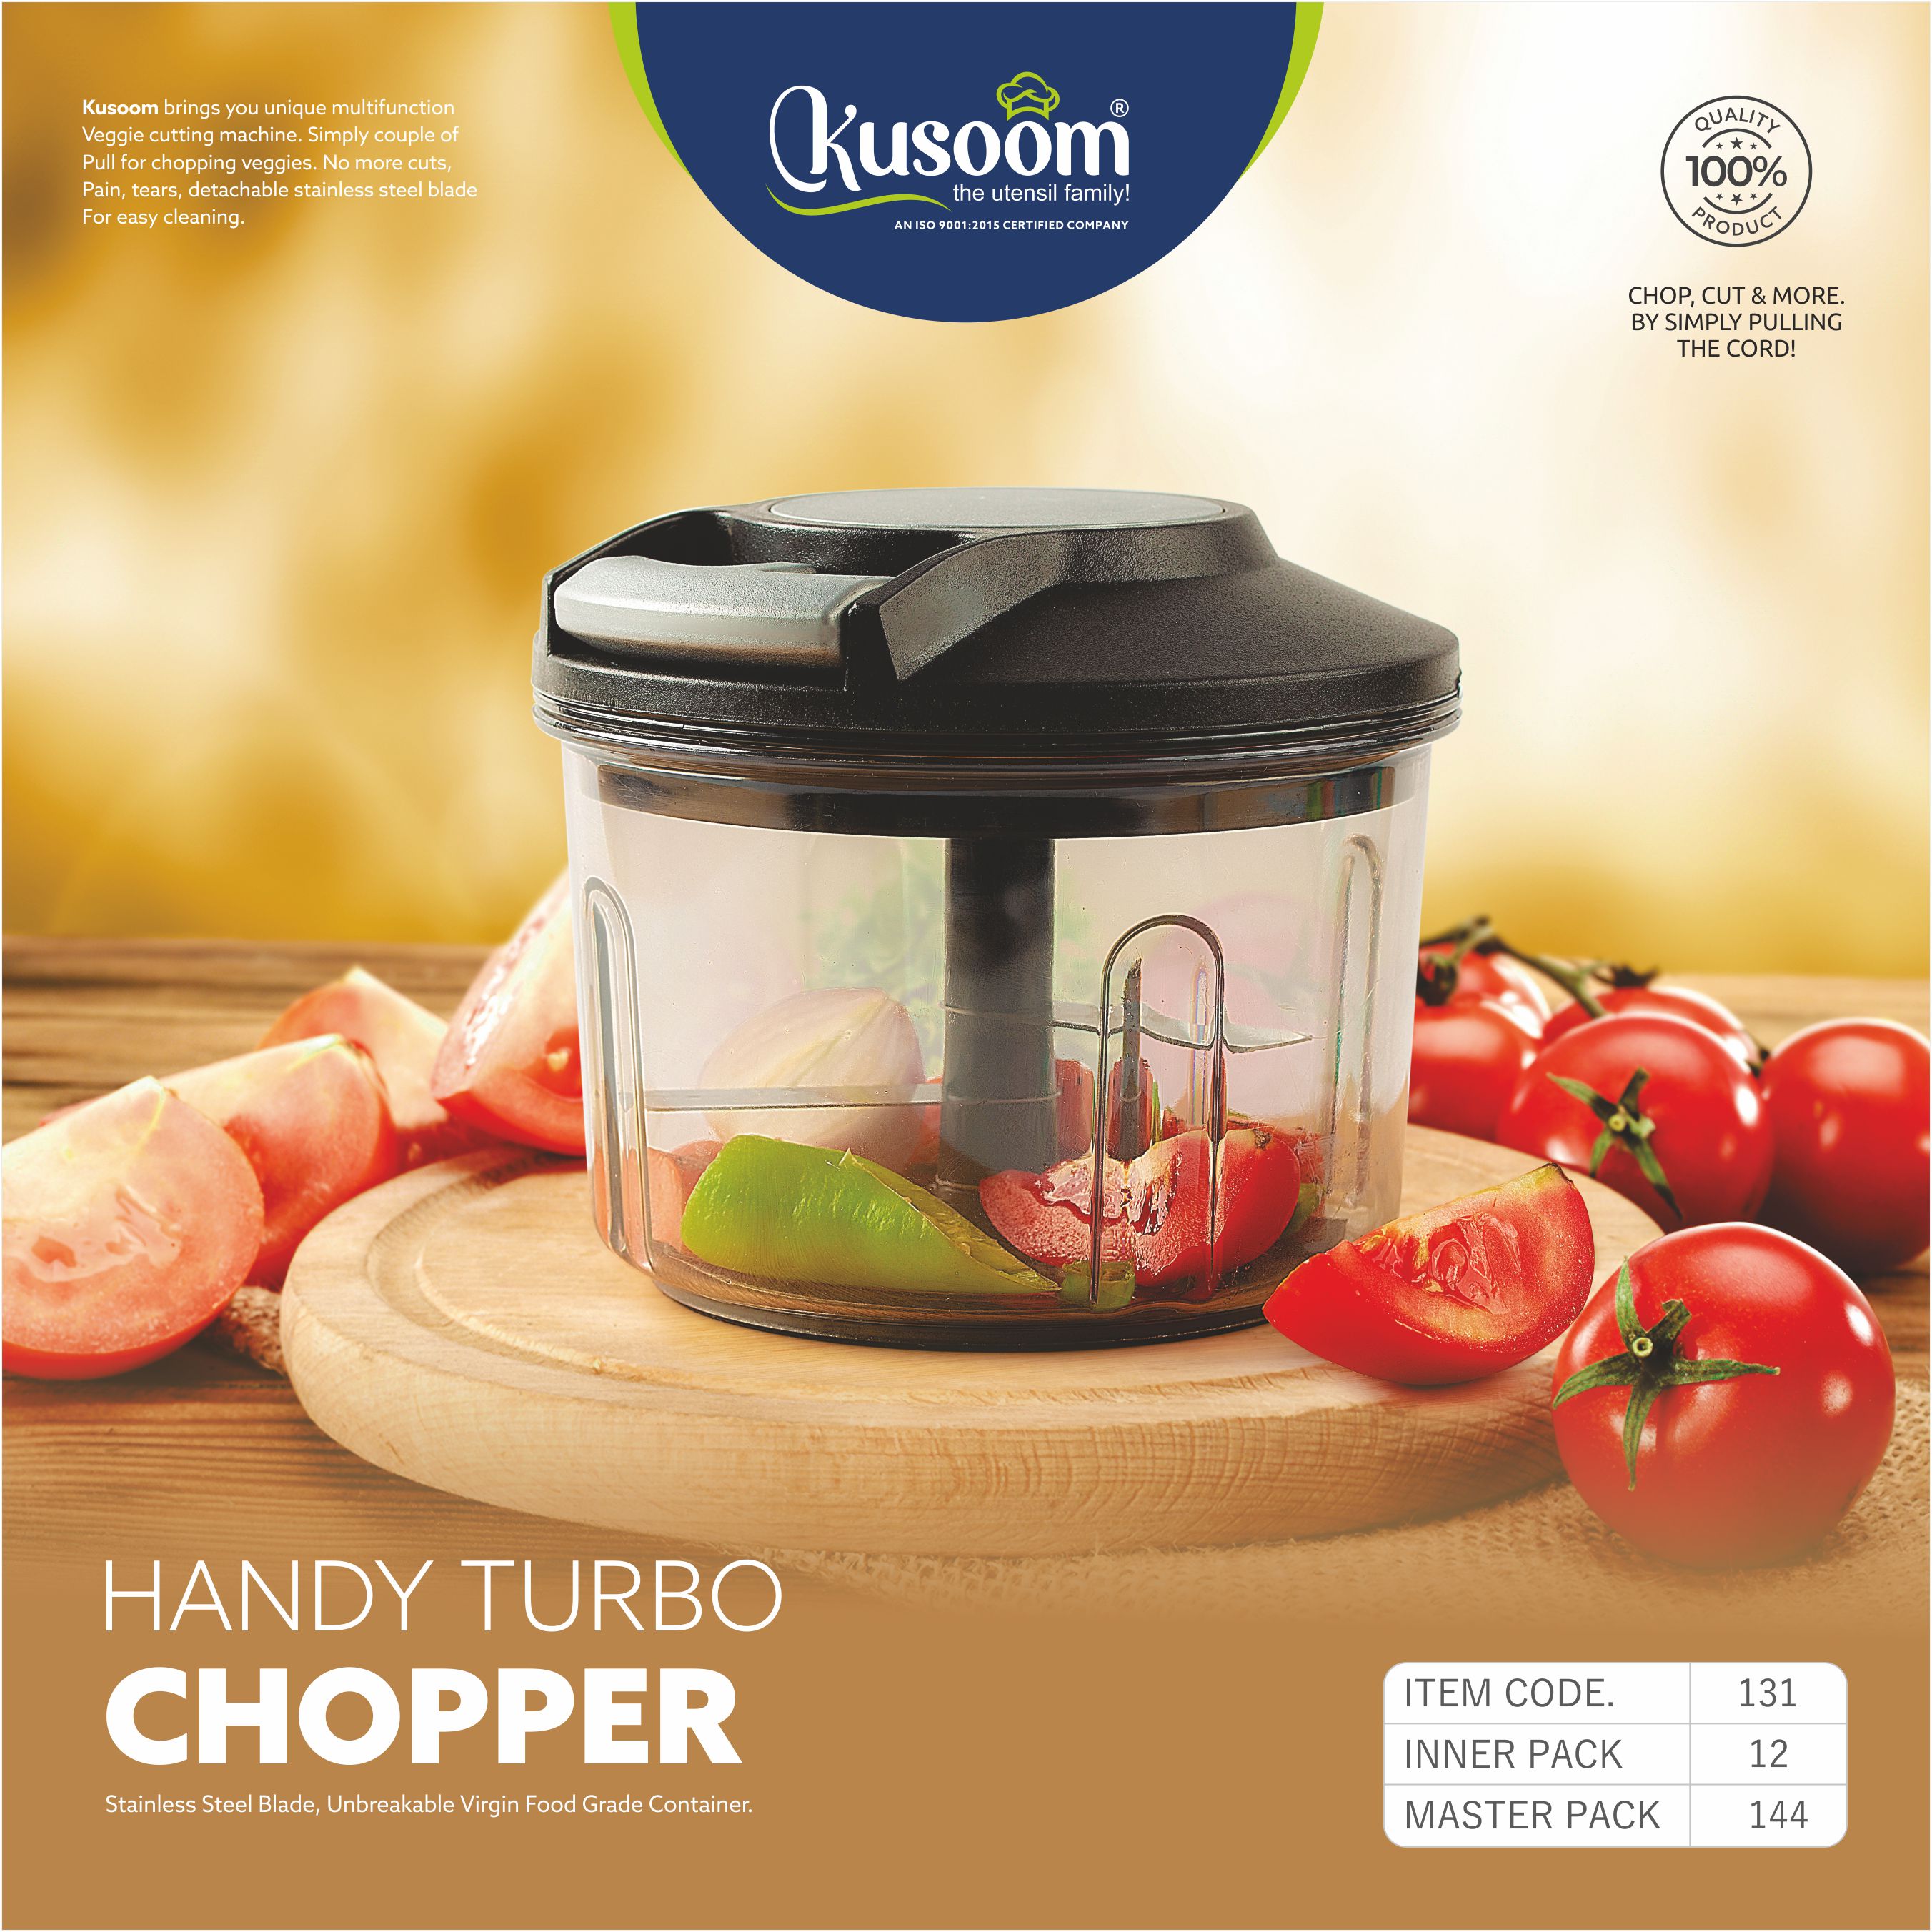 Kusoom brings you unique multifunction
Veggie cutting machine. Simply couple of
Pull for chopping veggies. No more cuts,
Pain, tears, detachable stainless steel blade
For easy cleaning.
Kusoom®
the utensil family!
AN ISO 9001:2015 CERTIFIED COMPANY
QUALITY
100%
PRODUCT
CHOP, CUT & MORE.
BY SIMPLY PULLING
THE CORD!
HANDY TURBO
CHOPPER
Stainless Steel Blade, Unbreakable Virgin Food Grade Container.
ITEM CODE. 131
INNER PACK 12
MASTER PACK 144